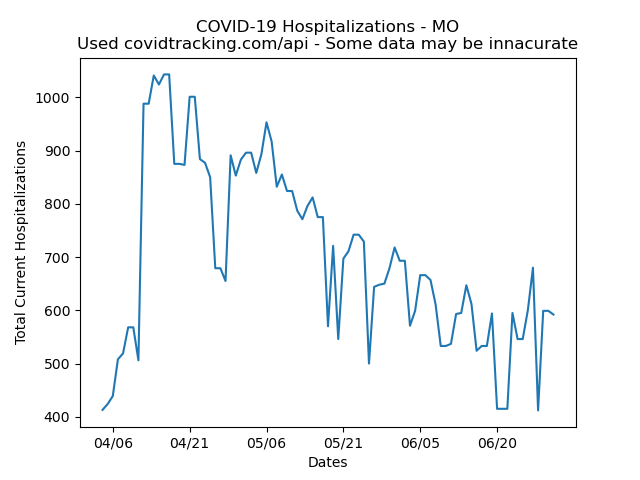 COVID-19 Hospitalizations - MO
Used covidtracking.com/api - Some data may be innacurate
Total Current Hospitalizations
1000
900
800
700
600
500
400
04/06 04/21 05/06 05/21 06/05 06/20
Dates